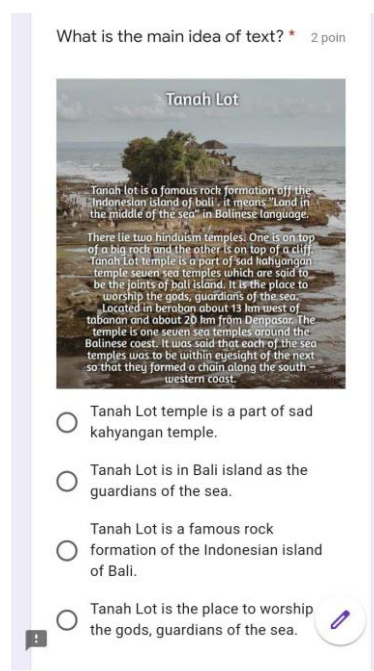 What is the main idea of text? * 2 poin
Tanah Lot
Tanah lot is a famous rock formation off the
Indonesian island of bali', it means "Land in
the middle of the sea" in Balinese language.
There lie two hinduism temples. One is on top
of a big rock and the other is on top of a cliff.
Tanah Lot temple is a part of sad kahyangan
temple seven sea temples which are said to
be the joints of bali island. It is the place to
worship the gods, guardians of the sea.
Located in beraban about 13 km west of
tabanan and about 20 km from Denpasar. The
temple is one seven sea temples around the
Balinese coest. It was said that each of the sea
temples was to be within eyesight of the next
so that they formed a chain along the south –
western coast.
Tanah Lot temple is a part of sad
kahyangan temple.
Tanah Lot is in Bali island as the
guardians of the sea.
Tanah Lot is a famous rock
formation of the Indonesian island
of Bali.
Tanah Lot is the place to worship
the gods, guardians of the sea.